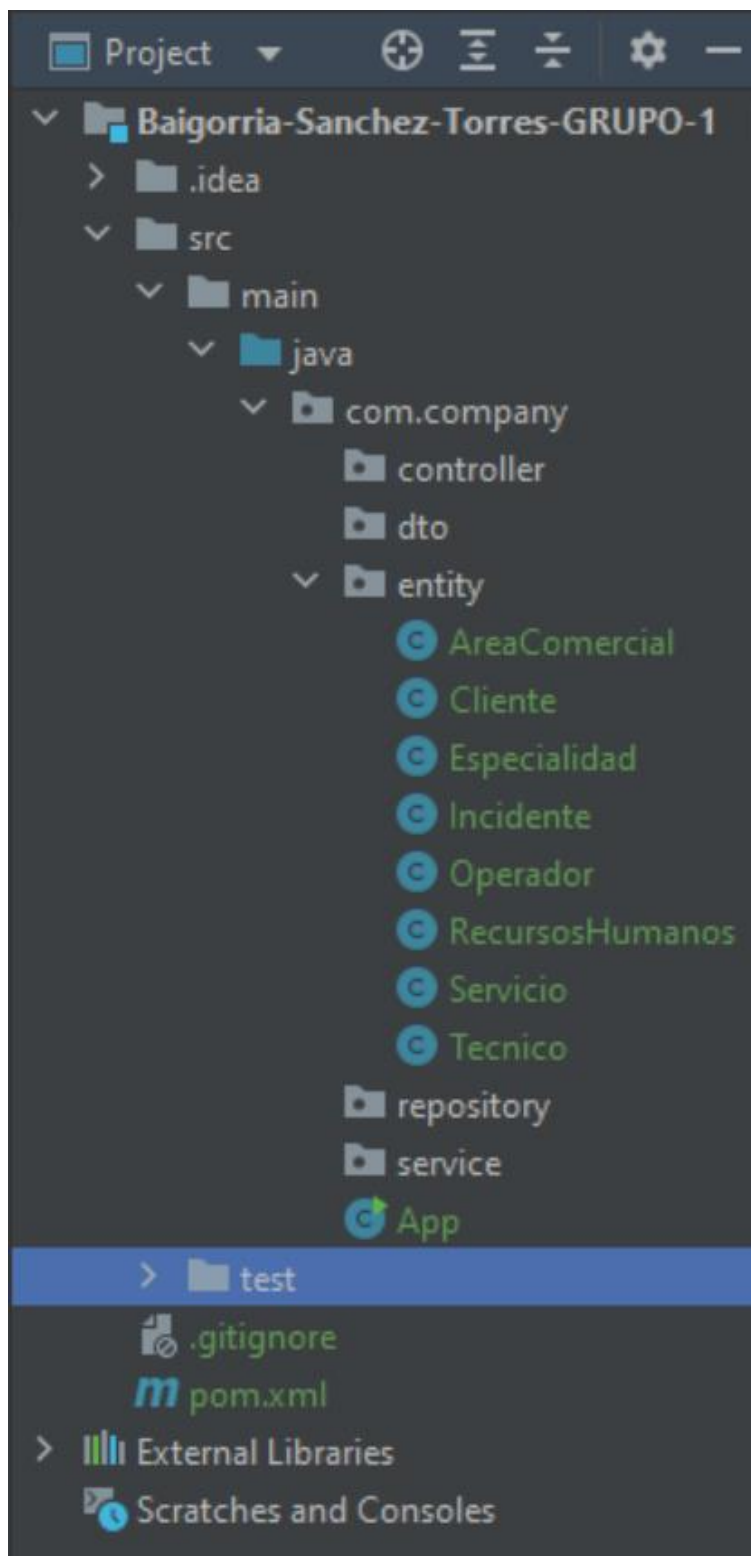 Project
Baigorria-Sanchez-Torres-GRUPO-1
.idea
src
main
java
com.company
controller
dto
entity
AreaComercial
Cliente
Especialidad
Incidente
Operador
RecursosHumanos
Servicio
Tecnico
repository
service
App
test
.gitignore
pom.xml
External Libraries
Scratches and Consoles